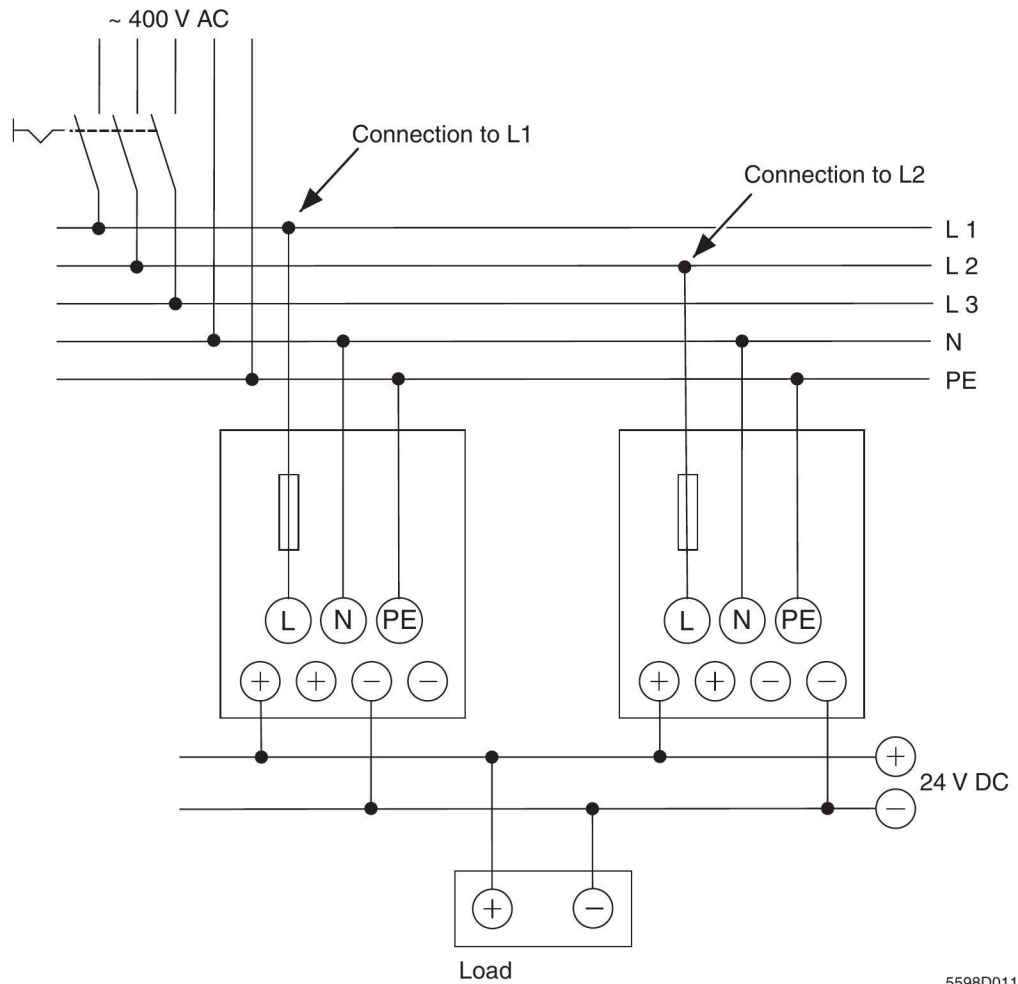 ~ 400 V AC
Connection to L1
Connection to L2
L 1
L 2
L 3
N
PE
L N PE
L N PE
+ + − −
+ + − −
+
24 V DC
−
+ −
Load
5598D011